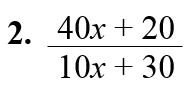 2. 40x + 20
10x + 30